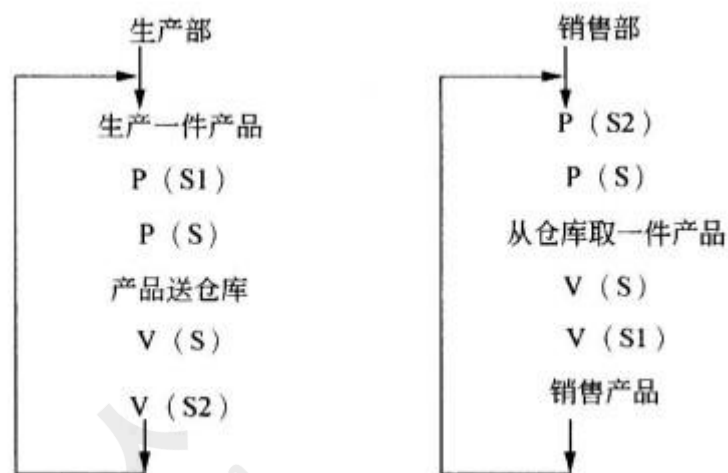 生产部
生产一件产品
P（S1）
P（S）
产品送仓库
V（S）
V（S2）
销售部
P（S2）
P（S）
从仓库取一件产品
V（S）
V（S1）
销售产品